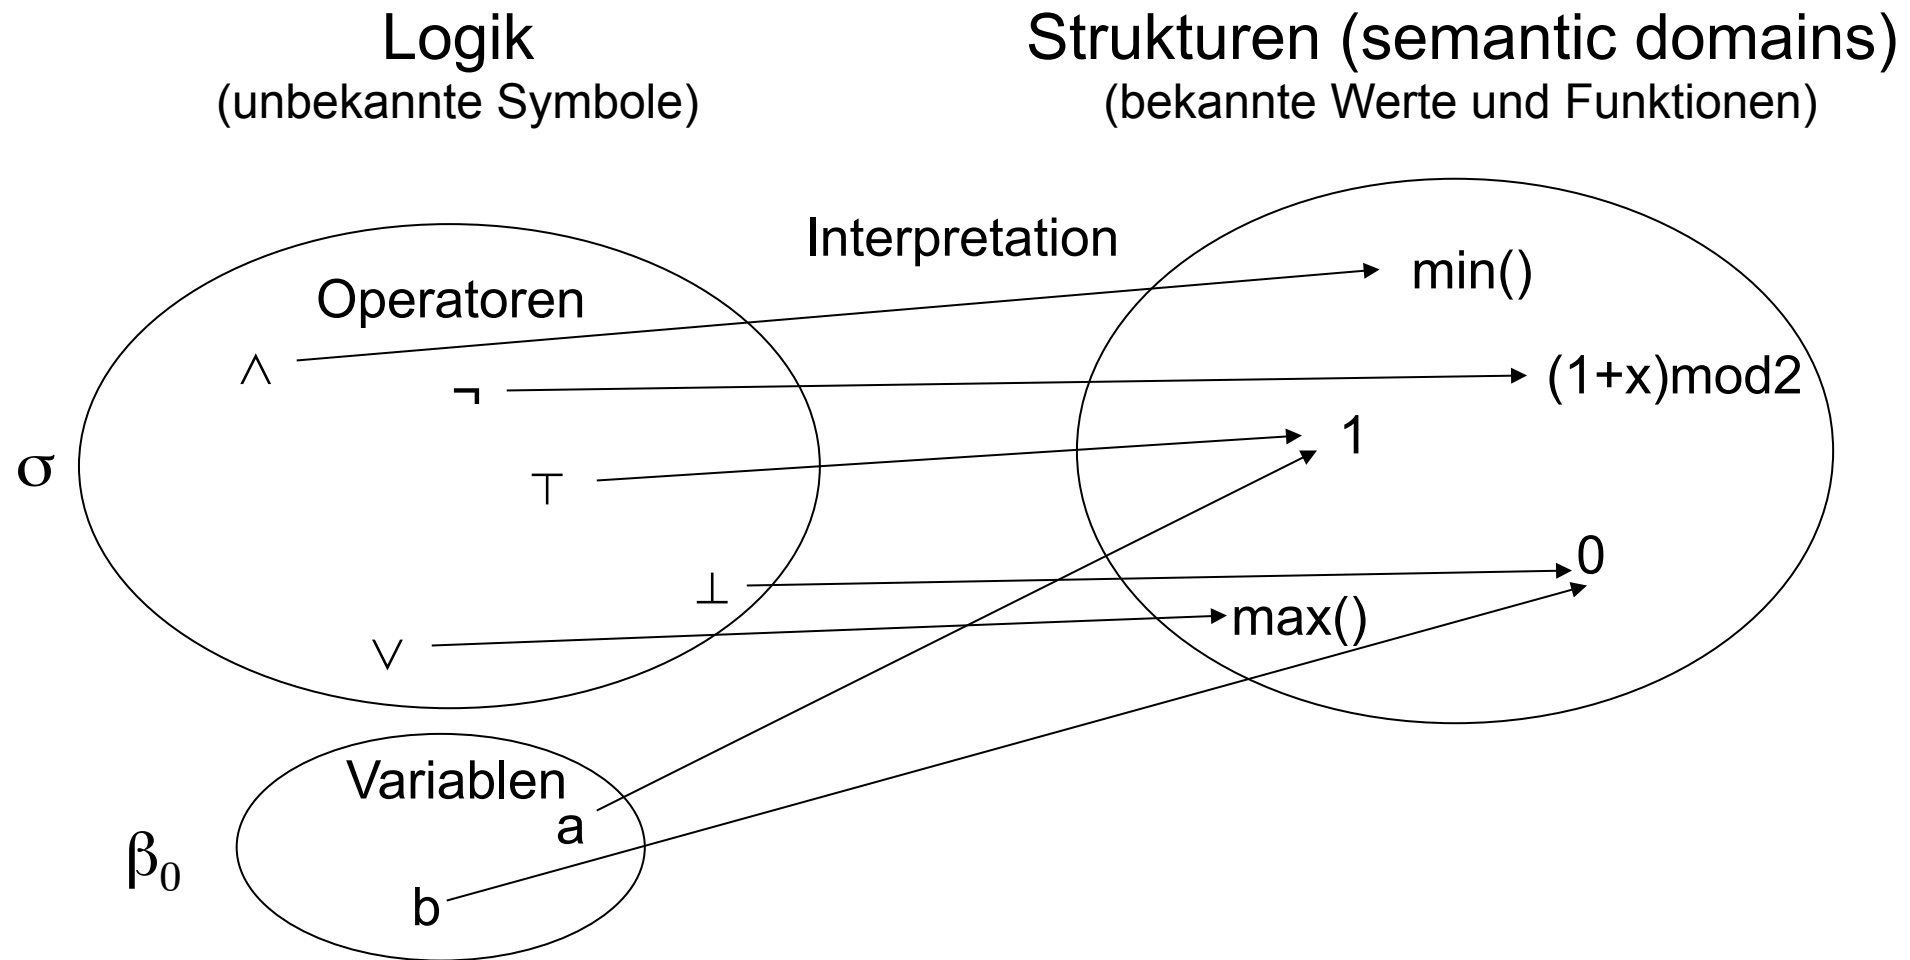 Logik
(unbekannte Symbole)
Strukturen (semantic domains)
(bekannte Werte und Funktionen)
Interpretation
Operatoren
∧
¬
⊤
⊥
∨
σ
min()
(1+x)mod2
1
0
max()
Variablen
a
b
β₀